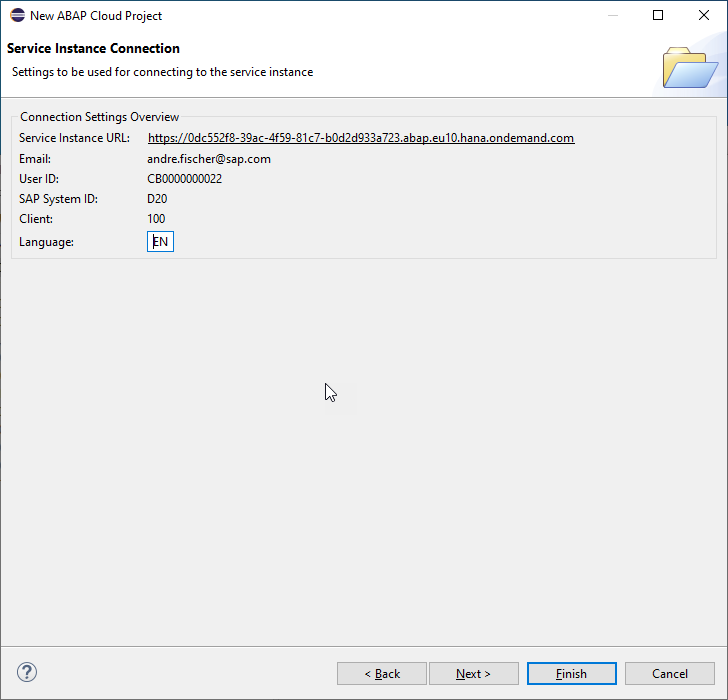 New ABAP Cloud Project
Service Instance Connection
Settings to be used for connecting to the service instance
Connection Settings Overview
Service Instance URL: https://0dc552f8-39ac-4f59-81c7-b0d2d933a723.abap.eu10.hana.ondemand.com
Email: andre.fischer@sap.com
User ID: CB0000000022
SAP System ID: D20
Client: 100
Language: EN
? < Back Next > Finish Cancel